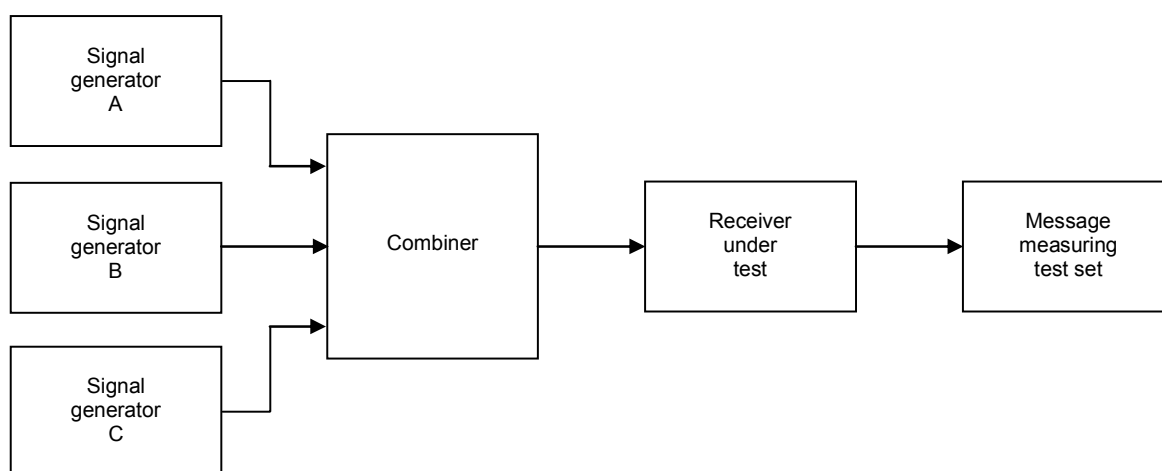 Signal
generator
A
Signal
generator
B
Signal
generator
C
Combiner
Receiver
under
test
Message
measuring
test set